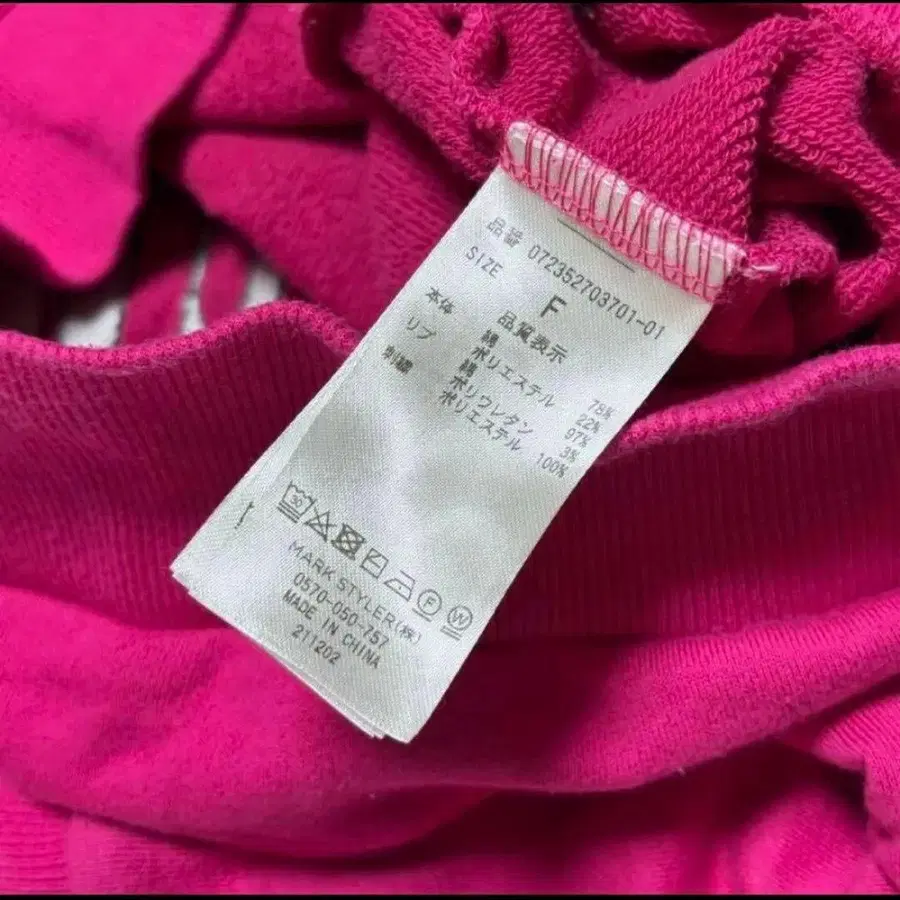 品番 072352703701-01
SIZE F
品質表示
本体 綿 78%
ポリエステル 22%
リブ 綿 97%
ポリウレタン 3%
刺繍 ポリエステル 100%
30
F
W
MARK STYLER(株)
0570-050-757
MADE IN CHINA
211202